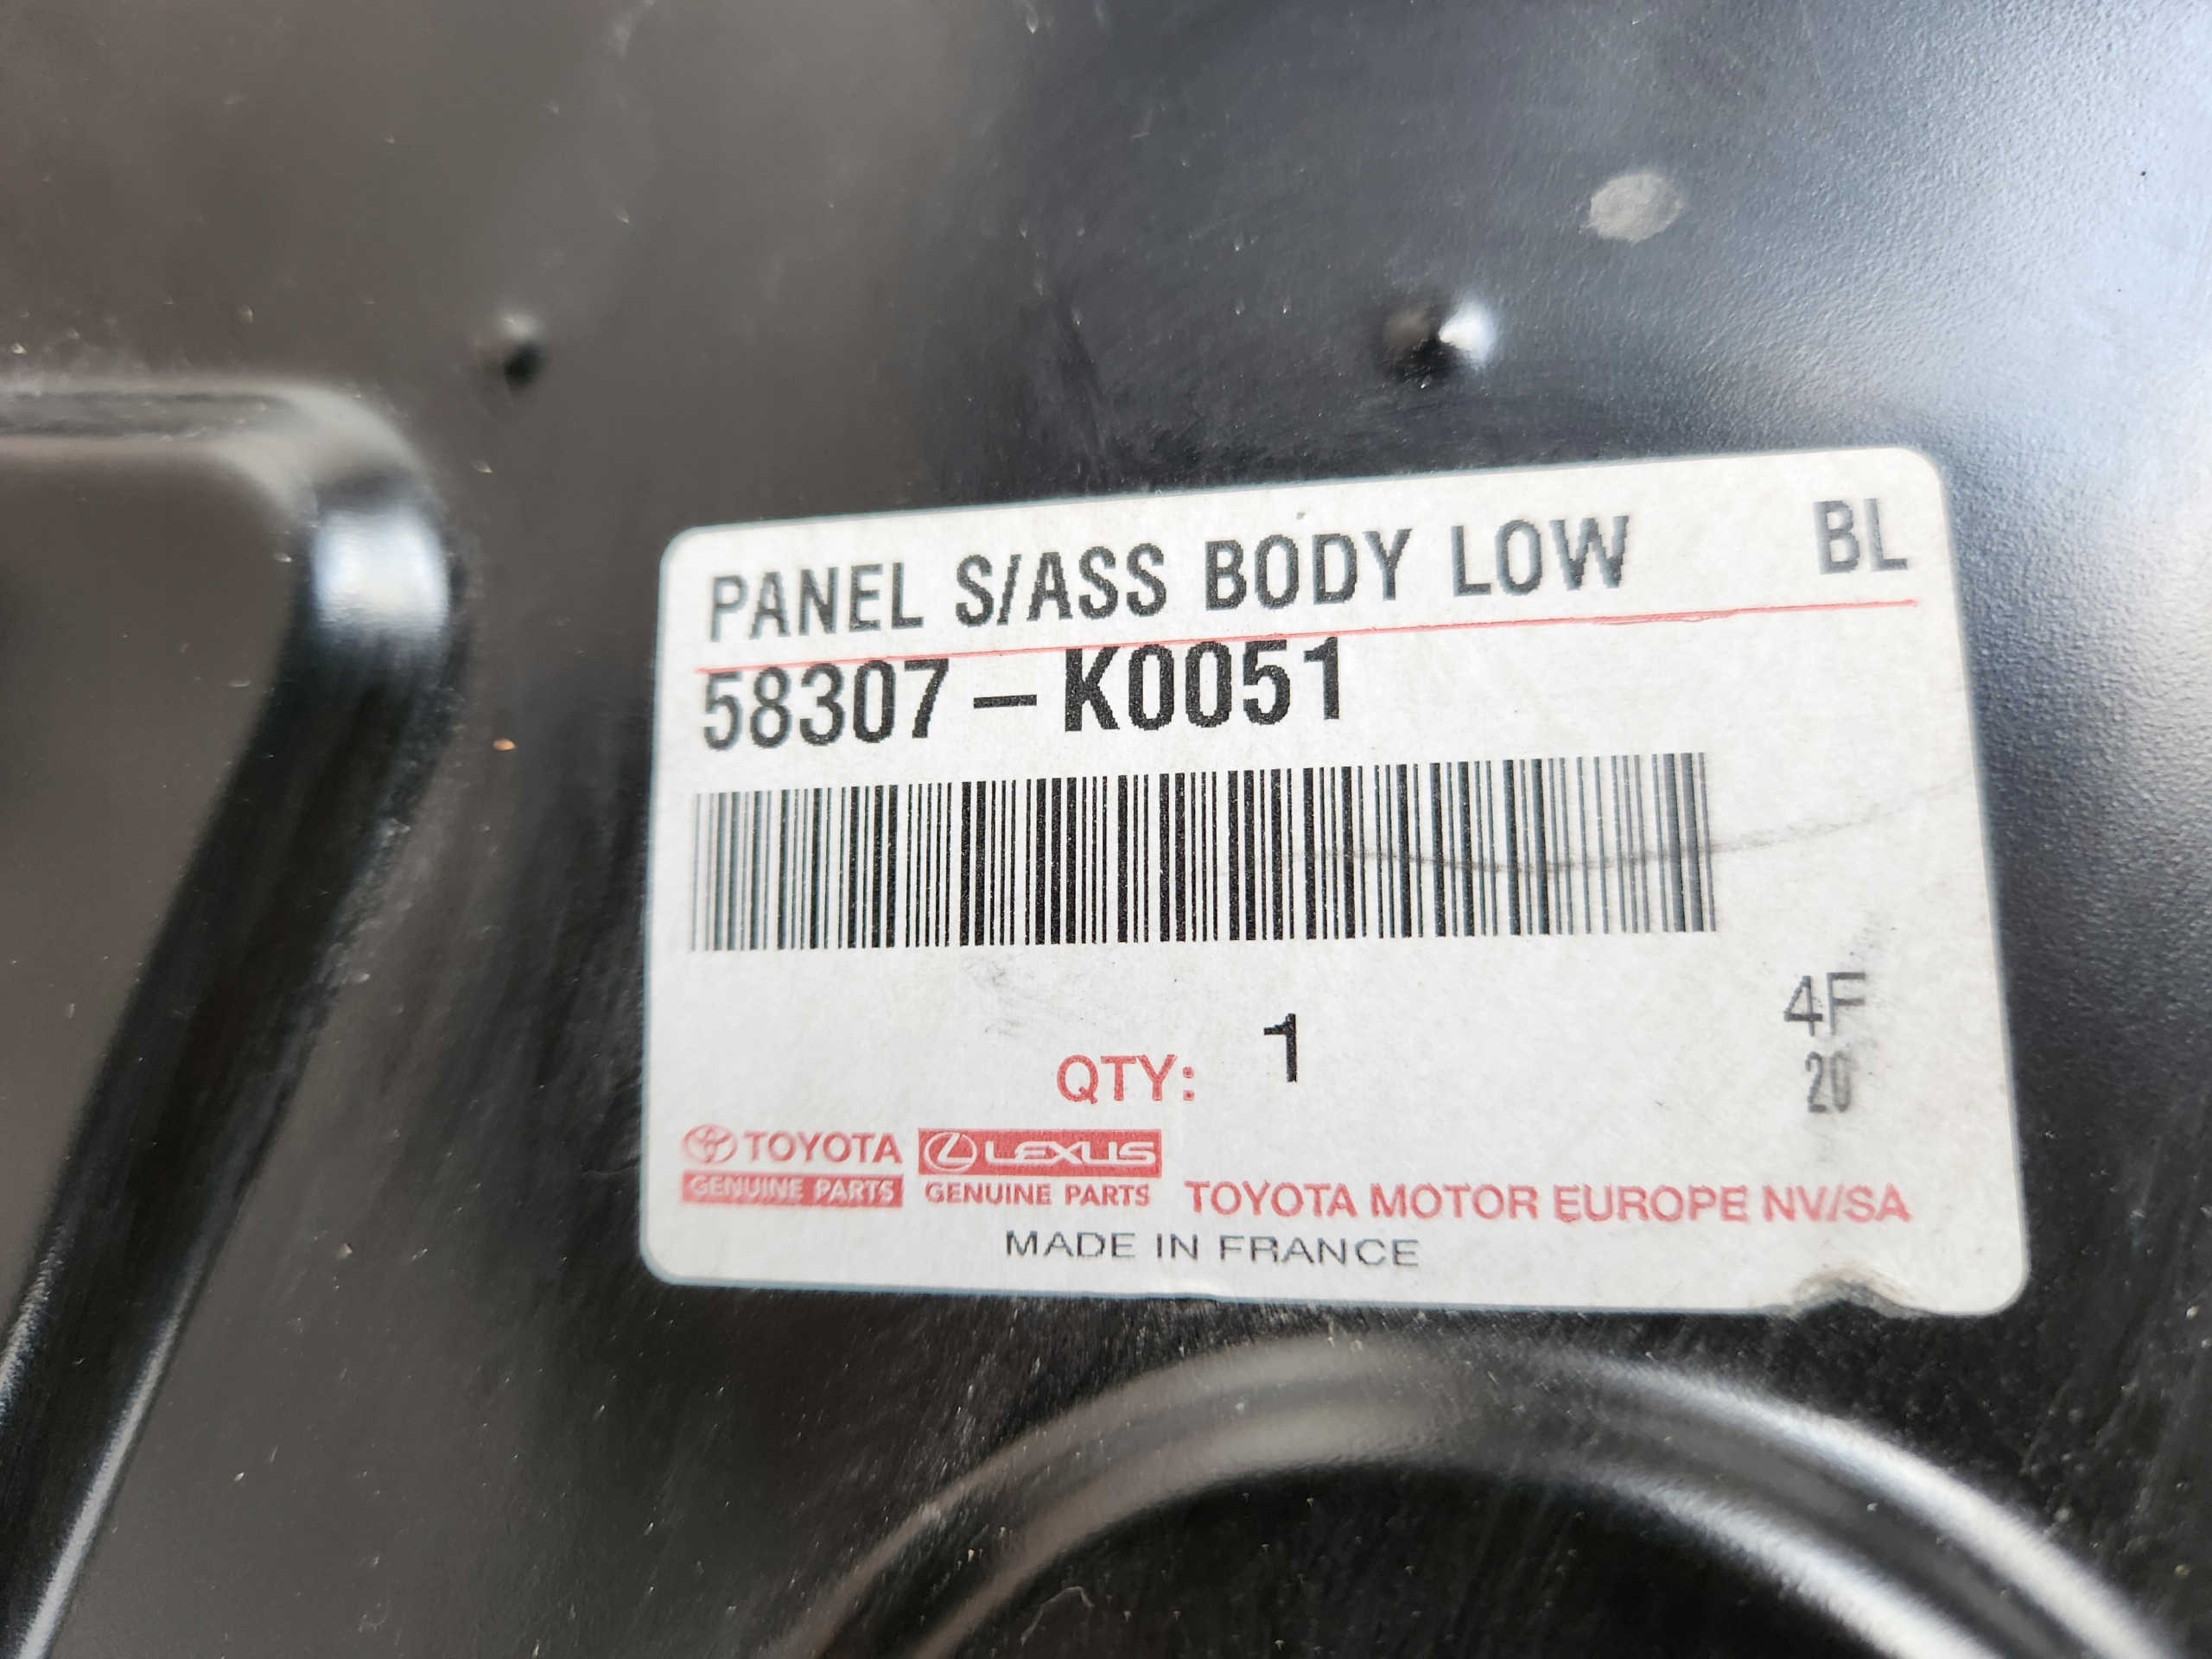 PANEL S/ASS BODY LOW BL
58307-K0051
4F
QTY: 1
20
TOYOTA LEXUS
GENUINE PARTS GENUINE PARTS TOYOTA MOTOR EUROPE NV/SA
MADE IN FRANCE